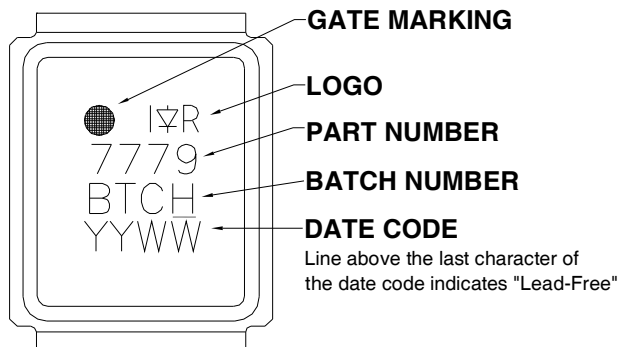 GATE MARKING
LOGO
I R
PART NUMBER
7779
BATCH NUMBER
BTCH
DATE CODE
YYWW
Line above the last character of
the date code indicates "Lead-Free"